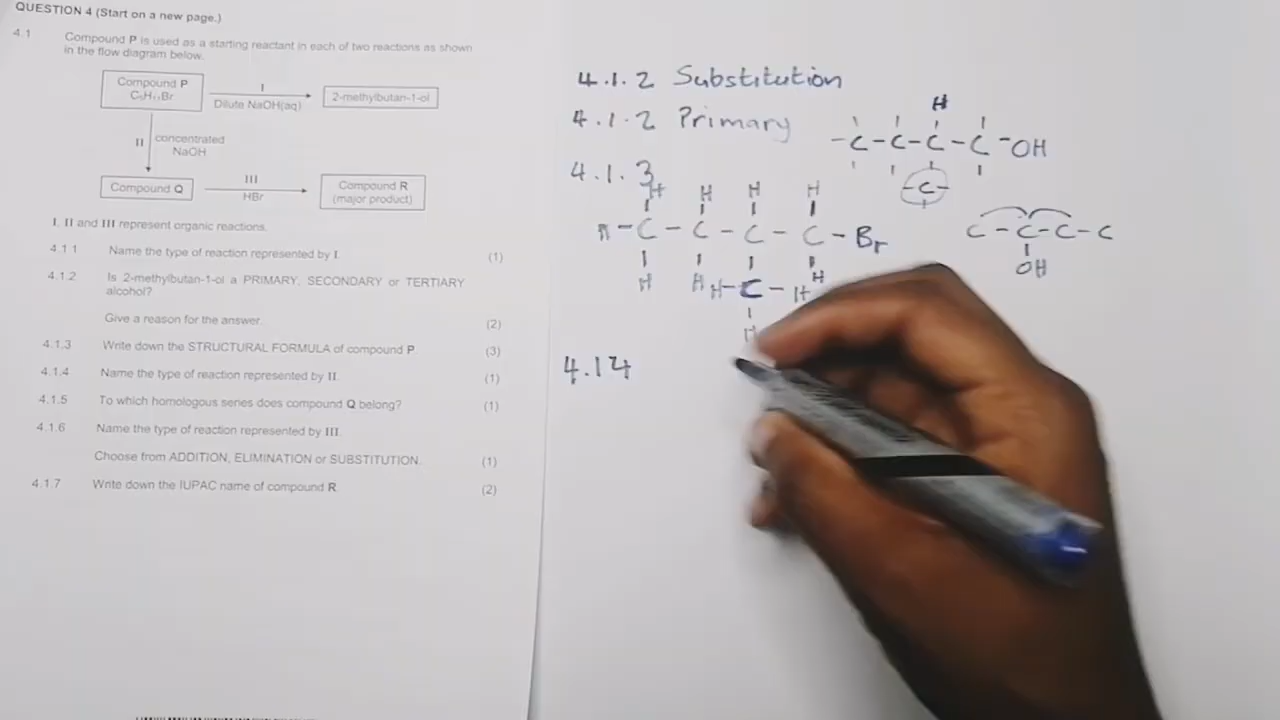 QUESTION 4 (Start on a new page.)
4.1 Compound P is used as a starting reactant in each of two reactions as shown
in the flow diagram below.
Compound P
C₅H₁₁Br
I
Dilute NaOH(aq)
2-methylbutan-1-ol
II
concentrated
NaOH
Compound Q
III
HBr
Compound R
(major product)
I, II and III represent organic reactions.
4.1.1 Name the type of reaction represented by I. (1)
4.1.2 Is 2-methylbutan-1-ol a PRIMARY, SECONDARY or TERTIARY
alcohol?
Give a reason for the answer. (2)
4.1.3 Write down the STRUCTURAL FORMULA of compound P. (3)
4.1.4 Name the type of reaction represented by II. (1)
4.1.5 To which homologous series does compound Q belong? (1)
4.1.6 Name the type of reaction represented by III.
Choose from ADDITION, ELIMINATION or SUBSTITUTION. (1)
4.1.7 Write down the IUPAC name of compound R. (2)
4.1.2 Substitution
4.1.2 Primary
H
-C-C-C-C-OH
-C-
4.1.3
H H H H
H-C-C-C-C-Br
H H H
H-C-H
H
C-C-C-C
OH
4.14